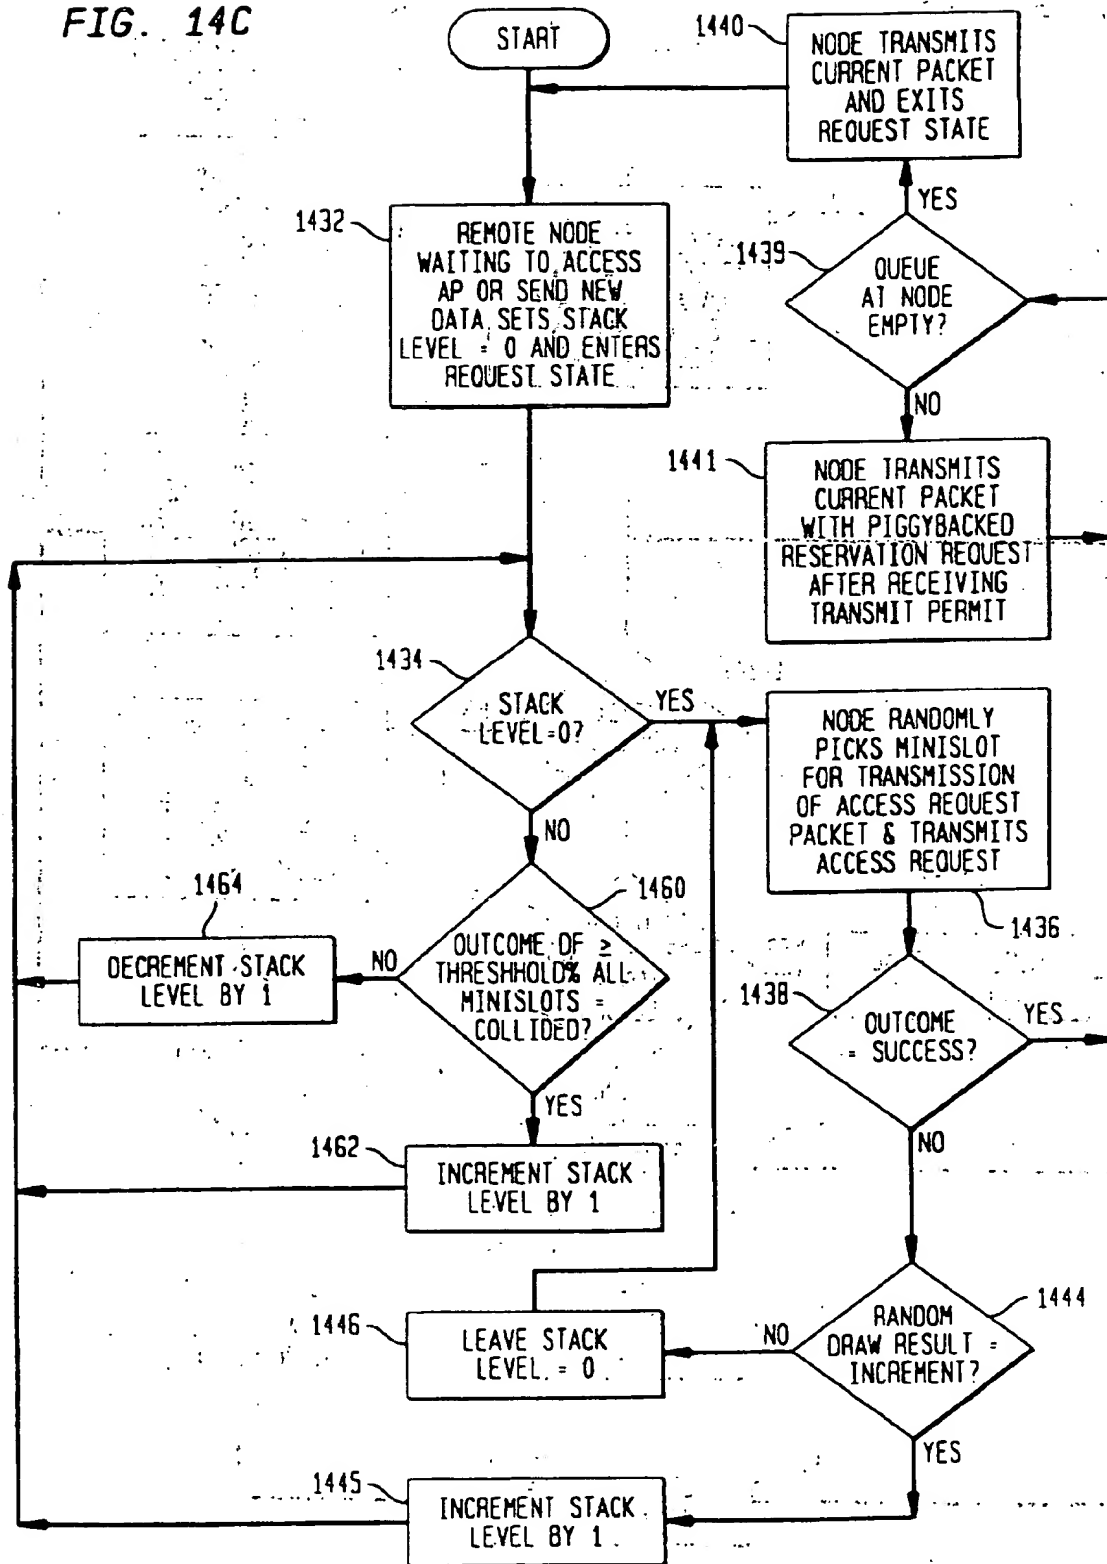 FIG. 14C
START
1440
NODE TRANSMITS
CURRENT PACKET
AND EXITS
REQUEST STATE
YES
1432
REMOTE NODE
WAITING TO ACCESS
AP OR SEND NEW
DATA SETS STACK
LEVEL = 0 AND ENTERS
REQUEST STATE
1439
QUEUE
AT NODE
EMPTY?
NO
1441
NODE TRANSMITS
CURRENT PACKET
WITH PIGGYBACKED
RESERVATION REQUEST
AFTER RECEIVING
TRANSMIT PERMIT
1434
STACK
LEVEL=0?
YES
NO
NODE RANDOMLY
PICKS MINISLOT
FOR TRANSMISSION
OF ACCESS REQUEST
PACKET & TRANSMITS
ACCESS REQUEST
1436
1464
DECREMENT STACK
LEVEL BY 1
NO
1460
OUTCOME OF ≥
THRESHHOLD% ALL
MINISLOTS =
COLLIDED?
YES
1438
OUTCOME
= SUCCESS?
YES
NO
1462
INCREMENT STACK
LEVEL BY 1
1446
LEAVE STACK
LEVEL = 0
NO
1444
RANDOM
DRAW RESULT =
INCREMENT?
YES
1445
INCREMENT STACK
LEVEL BY 1